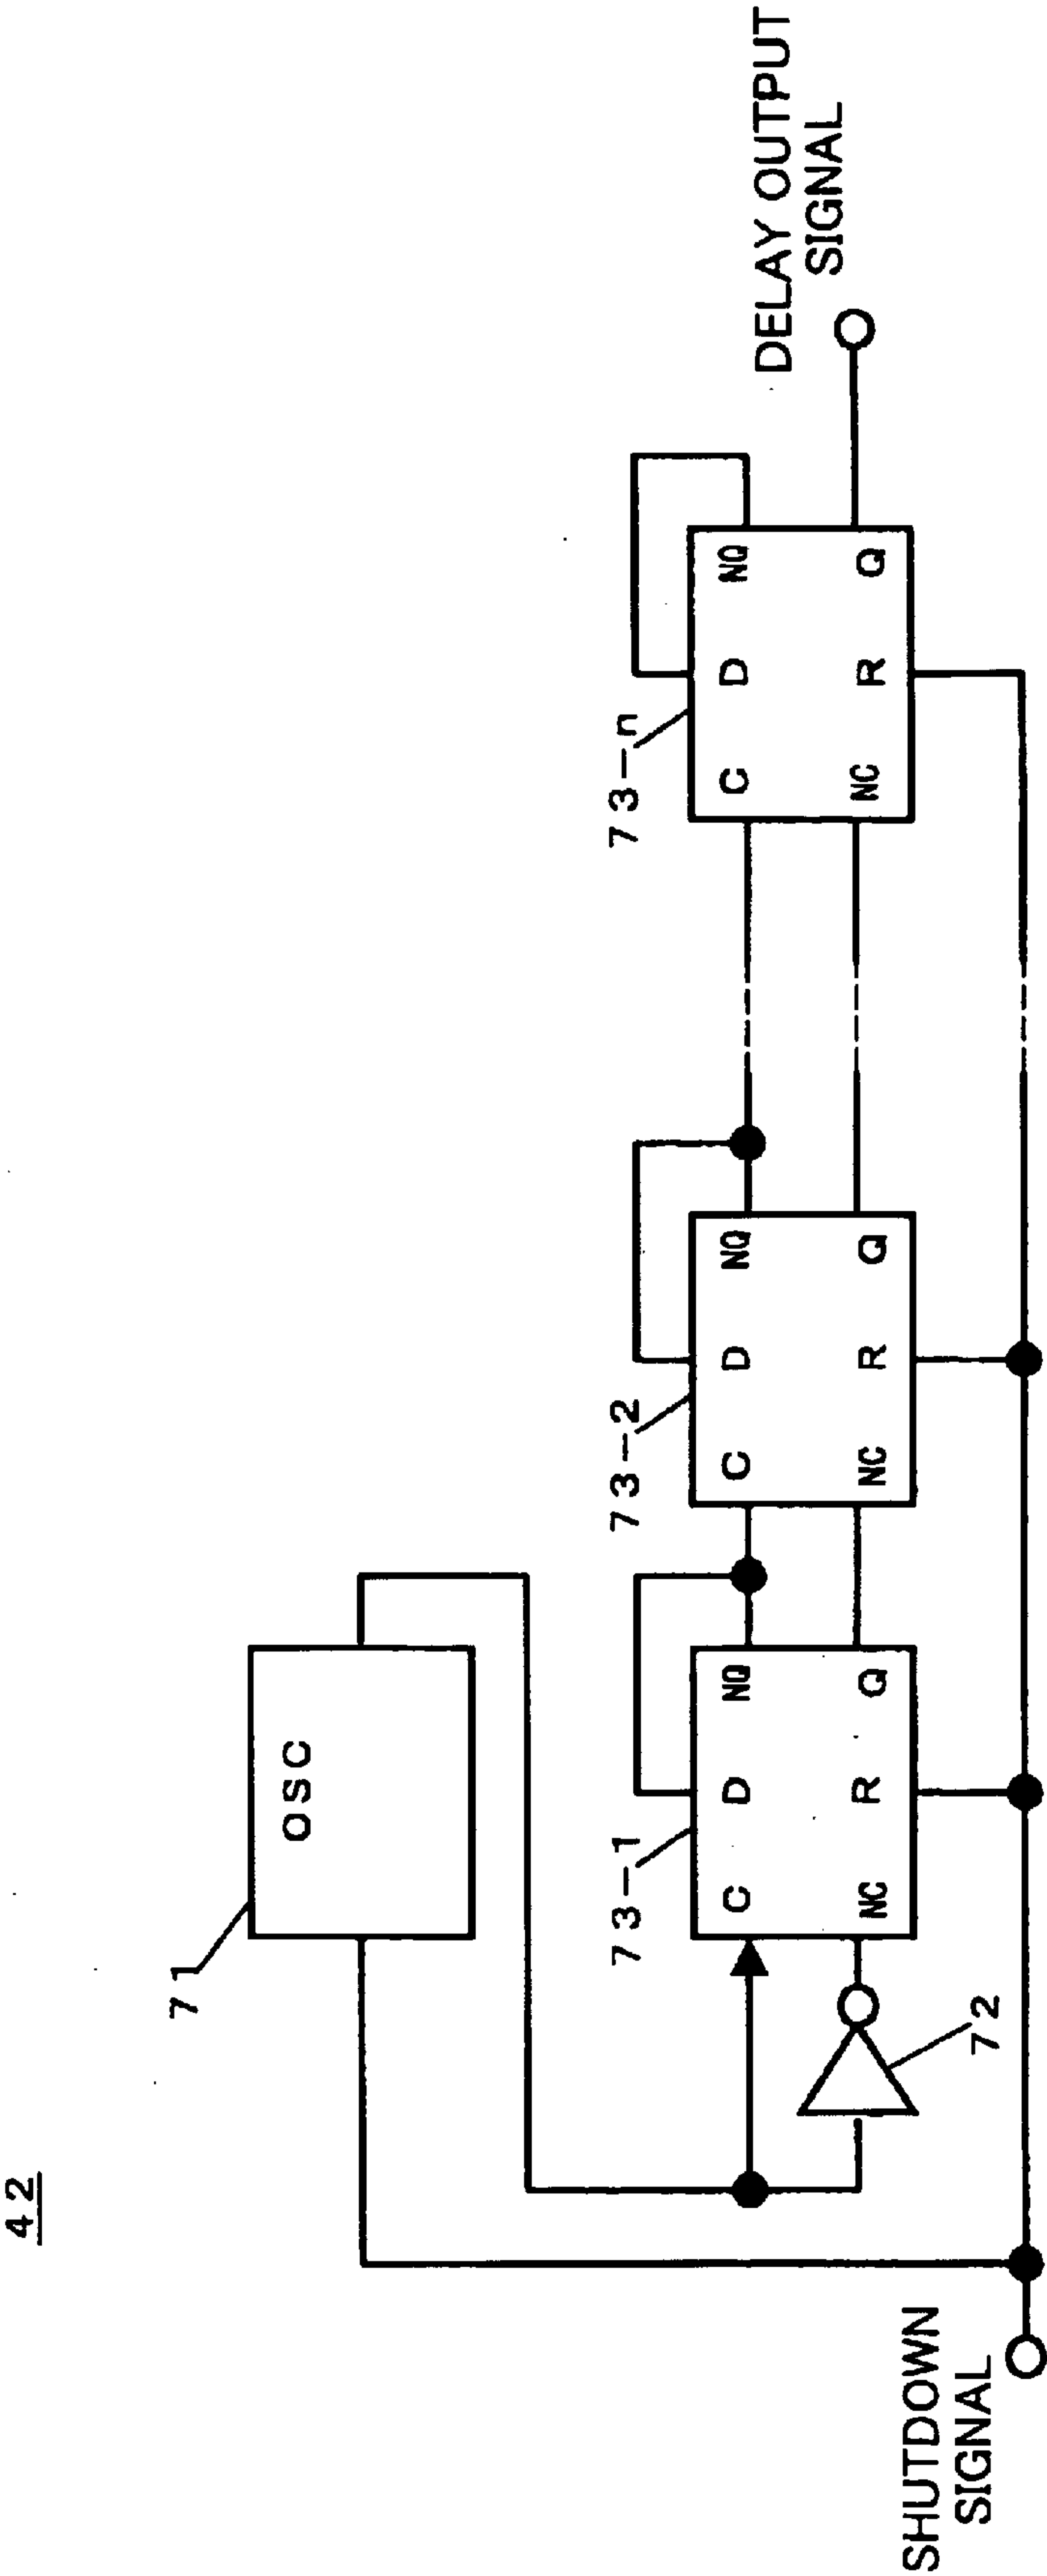 42
71
OSC
73-1
C
D
NQ
NC
R
Q
72
73-2
C
D
NQ
NC
R
Q
73-n
C
D
NQ
NC
R
Q
SHUTDOWN
SIGNAL
DELAY OUTPUT
SIGNAL